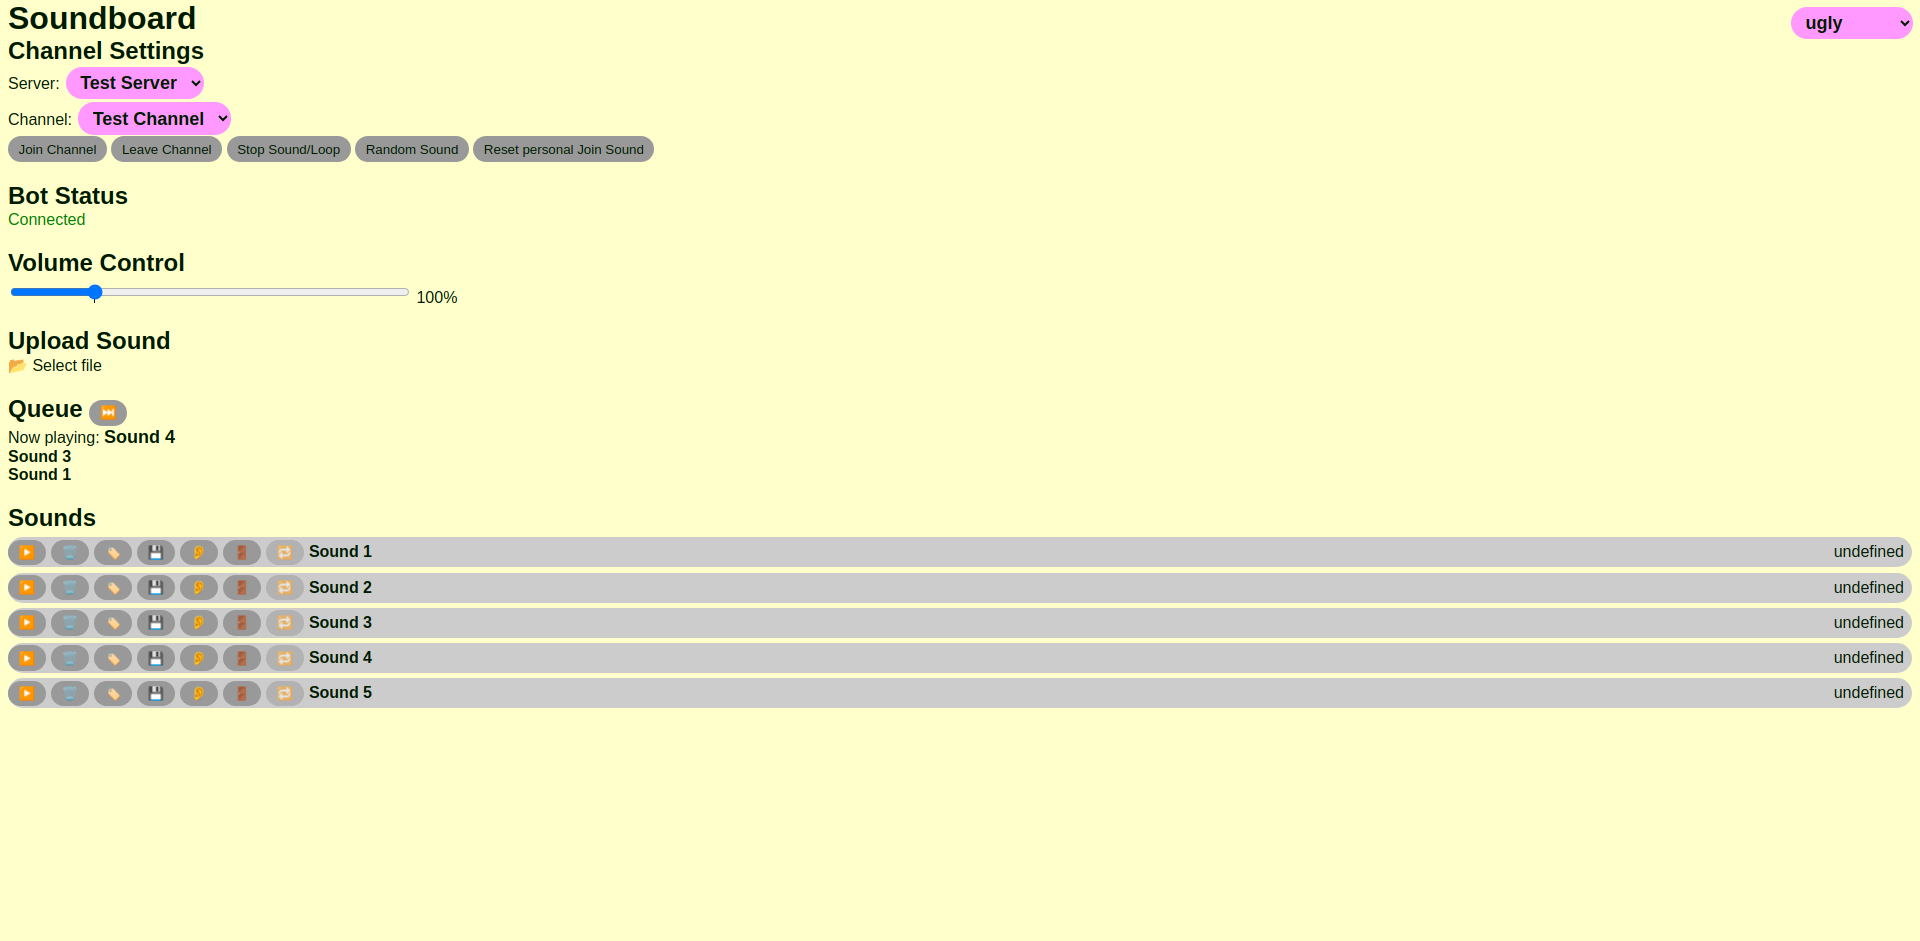 Soundboard
ugly
Channel Settings
Server: Test Server
Channel: Test Channel
Join Channel Leave Channel Stop Sound/Loop Random Sound Reset personal Join Sound
Bot Status
Connected
Volume Control
100%
Upload Sound
📂 Select file
Queue ⏭️
Now playing: Sound 4
Sound 3
Sound 1
Sounds
▶️ 🗑️ 🏷️ 💾 👂 🚪 🔁 Sound 1 undefined
▶️ 🗑️ 🏷️ 💾 👂 🚪 🔁 Sound 2 undefined
▶️ 🗑️ 🏷️ 💾 👂 🚪 🔁 Sound 3 undefined
▶️ 🗑️ 🏷️ 💾 👂 🚪 🔁 Sound 4 undefined
▶️ 🗑️ 🏷️ 💾 👂 🚪 🔁 Sound 5 undefined